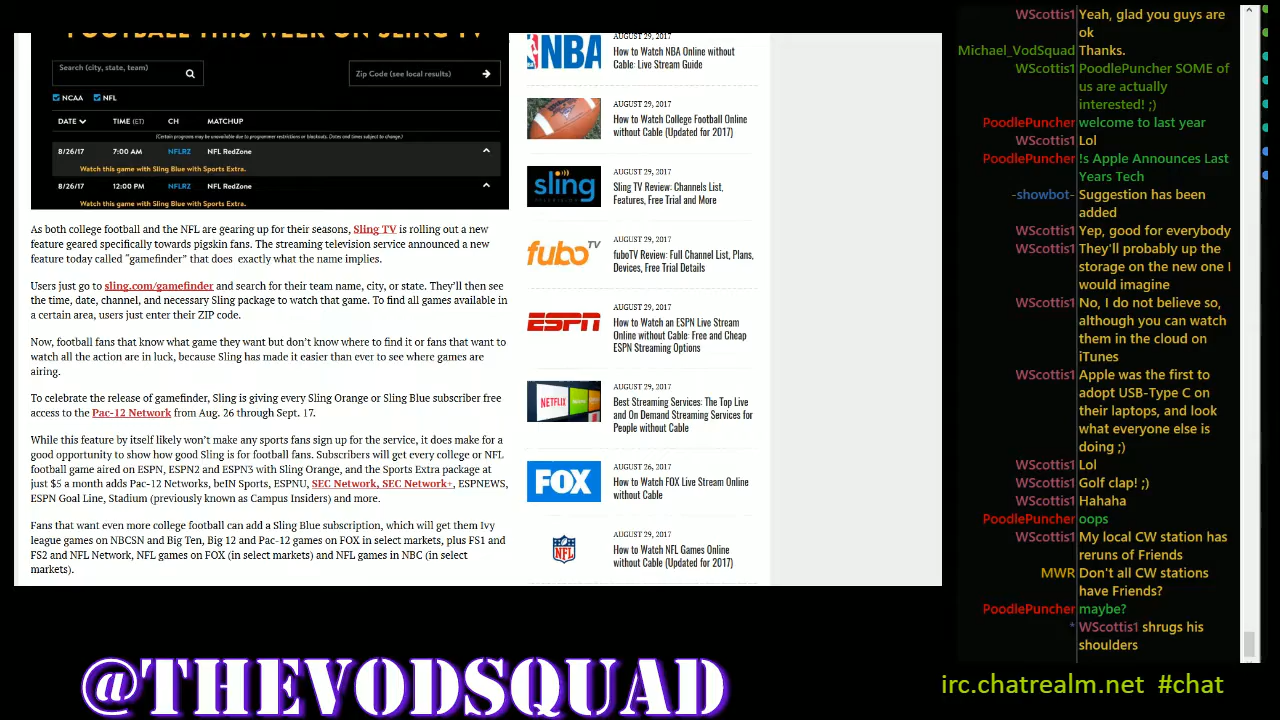 FOOTBALL THIS WEEK ON SLING TV
Search (city, state, team)
Zip Code (see local results)
NCAA
NFL
DATE TIME (ET) CH MATCHUP
(Certain programs may be unavailable due to programmer restrictions or blackouts. Dates and times subject to change.)
8/26/17 7:00 AM NFLRZ NFL RedZone
Watch this game with Sling Blue with Sports Extra.
8/26/17 12:00 PM NFLRZ NFL RedZone
Watch this game with Sling Blue with Sports Extra.
As both college football and the NFL are gearing up for their seasons, Sling TV is rolling out a new
feature geared specifically towards pigskin fans. The streaming television service announced a new
feature today called “gamefinder” that does exactly what the name implies.
Users just go to sling.com/gamefinder and search for their team name, city, or state. They’ll then see
the time, date, channel, and necessary Sling package to watch that game. To find all games available in
a certain area, users just enter their ZIP code.
Now, football fans that know what game they want but don’t know where to find it or fans that want to
watch all the action are in luck, because Sling has made it easier than ever to see where games are
airing.
To celebrate the release of gamefinder, Sling is giving every Sling Orange or Sling Blue subscriber free
access to the Pac-12 Network from Aug. 26 through Sept. 17.
While this feature by itself likely won’t make any sports fans sign up for the service, it does make for a
good opportunity to show how good Sling is for football fans. Subscribers will get every college or NFL
football game aired on ESPN, ESPN2 and ESPN3 with Sling Orange, and the Sports Extra package at
just $5 a month adds Pac-12 Networks, beIN Sports, ESPNU, SEC Network, SEC Network+, ESPNEWS,
ESPN Goal Line, Stadium (previously known as Campus Insiders) and more.
Fans that want even more college football can add a Sling Blue subscription, which will get them Ivy
league games on NBCSN and Big Ten, Big 12 and Pac-12 games on FOX in select markets, plus FS1 and
FS2 and NFL Network, NFL games on FOX (in select markets) and NFL games in NBC (in select
markets).
NBA
AUGUST 29, 2017
How to Watch NBA Online without
Cable: Live Stream Guide
AUGUST 29, 2017
How to Watch College Football Online
without Cable (Updated for 2017)
sling
TELEVISION
AUGUST 29, 2017
Sling TV Review: Channels List,
Features, Free Trial and More
fuboTV
AUGUST 29, 2017
fuboTV Review: Full Channel List, Plans,
Devices, Free Trial Details
ESPN
AUGUST 29, 2017
How to Watch an ESPN Live Stream
Online without Cable: Free and Cheap
ESPN Streaming Options
NETFLIX
AUGUST 29, 2017
Best Streaming Services: The Top Live
and On Demand Streaming Services for
People without Cable
FOX
AUGUST 26, 2017
How to Watch FOX Live Stream Online
without Cable
NFL
AUGUST 29, 2017
How to Watch NFL Games Online
without Cable (Updated for 2017)
WScottis1 Yeah, glad you guys are
ok
Michael_VodSquad Thanks.
WScottis1 PoodlePuncher SOME of
us are actually
interested! ;)
PoodlePuncher welcome to last year
WScottis1 Lol
PoodlePuncher !s Apple Announces Last
Years Tech
-showbot- Suggestion has been
added
WScottis1 Yep, good for everybody
WScottis1 They'll probably up the
storage on the new one I
would imagine
WScottis1 No, I do not believe so,
although you can watch
them in the cloud on
iTunes
WScottis1 Apple was the first to
adopt USB-Type C on
their laptops, and look
what everyone else is
doing ;)
WScottis1 Lol
WScottis1 Golf clap! ;)
WScottis1 Hahaha
PoodlePuncher oops
WScottis1 My local CW station has
reruns of Friends
MWR Don't all CW stations
have Friends?
PoodlePuncher maybe?
* WScottis1 shrugs his
shoulders
@THEVODSQUAD
irc.chatrealm.net #chat